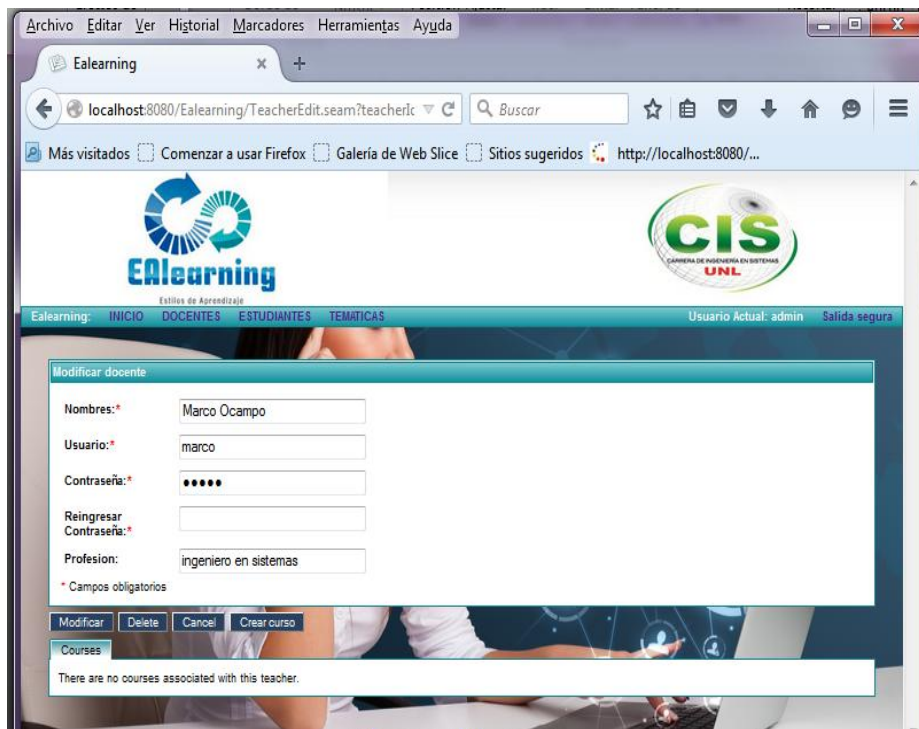 Archivo Editar Ver Historial Marcadores Herramientas Ayuda
Ealearning
localhost:8080/Ealearning/TeacherEdit.seam?teacherIc
Buscar
Más visitados Comenzar a usar Firefox Galería de Web Slice Sitios sugeridos http://localhost:8080/...
EAlearning
Estilos de Aprendizaje
CIS
CARRERA DE INGENIERÍA EN SISTEMAS
UNL
Ealearning: INICIO DOCENTES ESTUDIANTES TEMATICAS Usuario Actual: admin Salida segura
Modificar docente
Nombres:* Marco Ocampo
Usuario:* marco
Contraseña:* •••••
Reingresar
Contraseña:*
Profesion: ingeniero en sistemas
* Campos obligatorios
Modificar Delete Cancel Crear curso
Courses
There are no courses associated with this teacher.